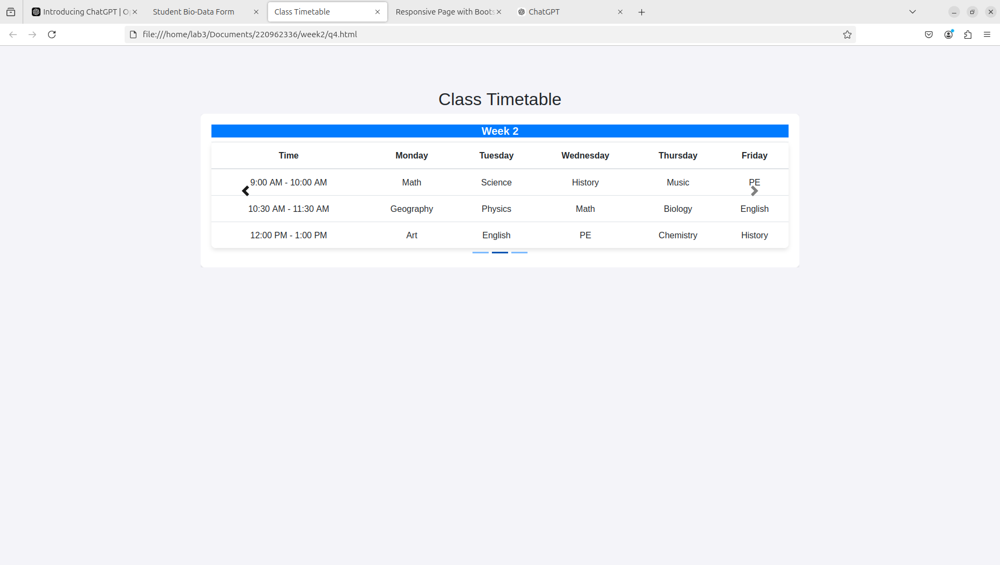 Introducing ChatGPT | O
Student Bio-Data Form
Class Timetable
Responsive Page with Boots
ChatGPT
file:///home/lab3/Documents/220962336/week2/q4.html
Class Timetable
Week 2
Time Monday Tuesday Wednesday Thursday Friday
9:00 AM - 10:00 AM Math Science History Music PE
10:30 AM - 11:30 AM Geography Physics Math Biology English
12:00 PM - 1:00 PM Art English PE Chemistry History